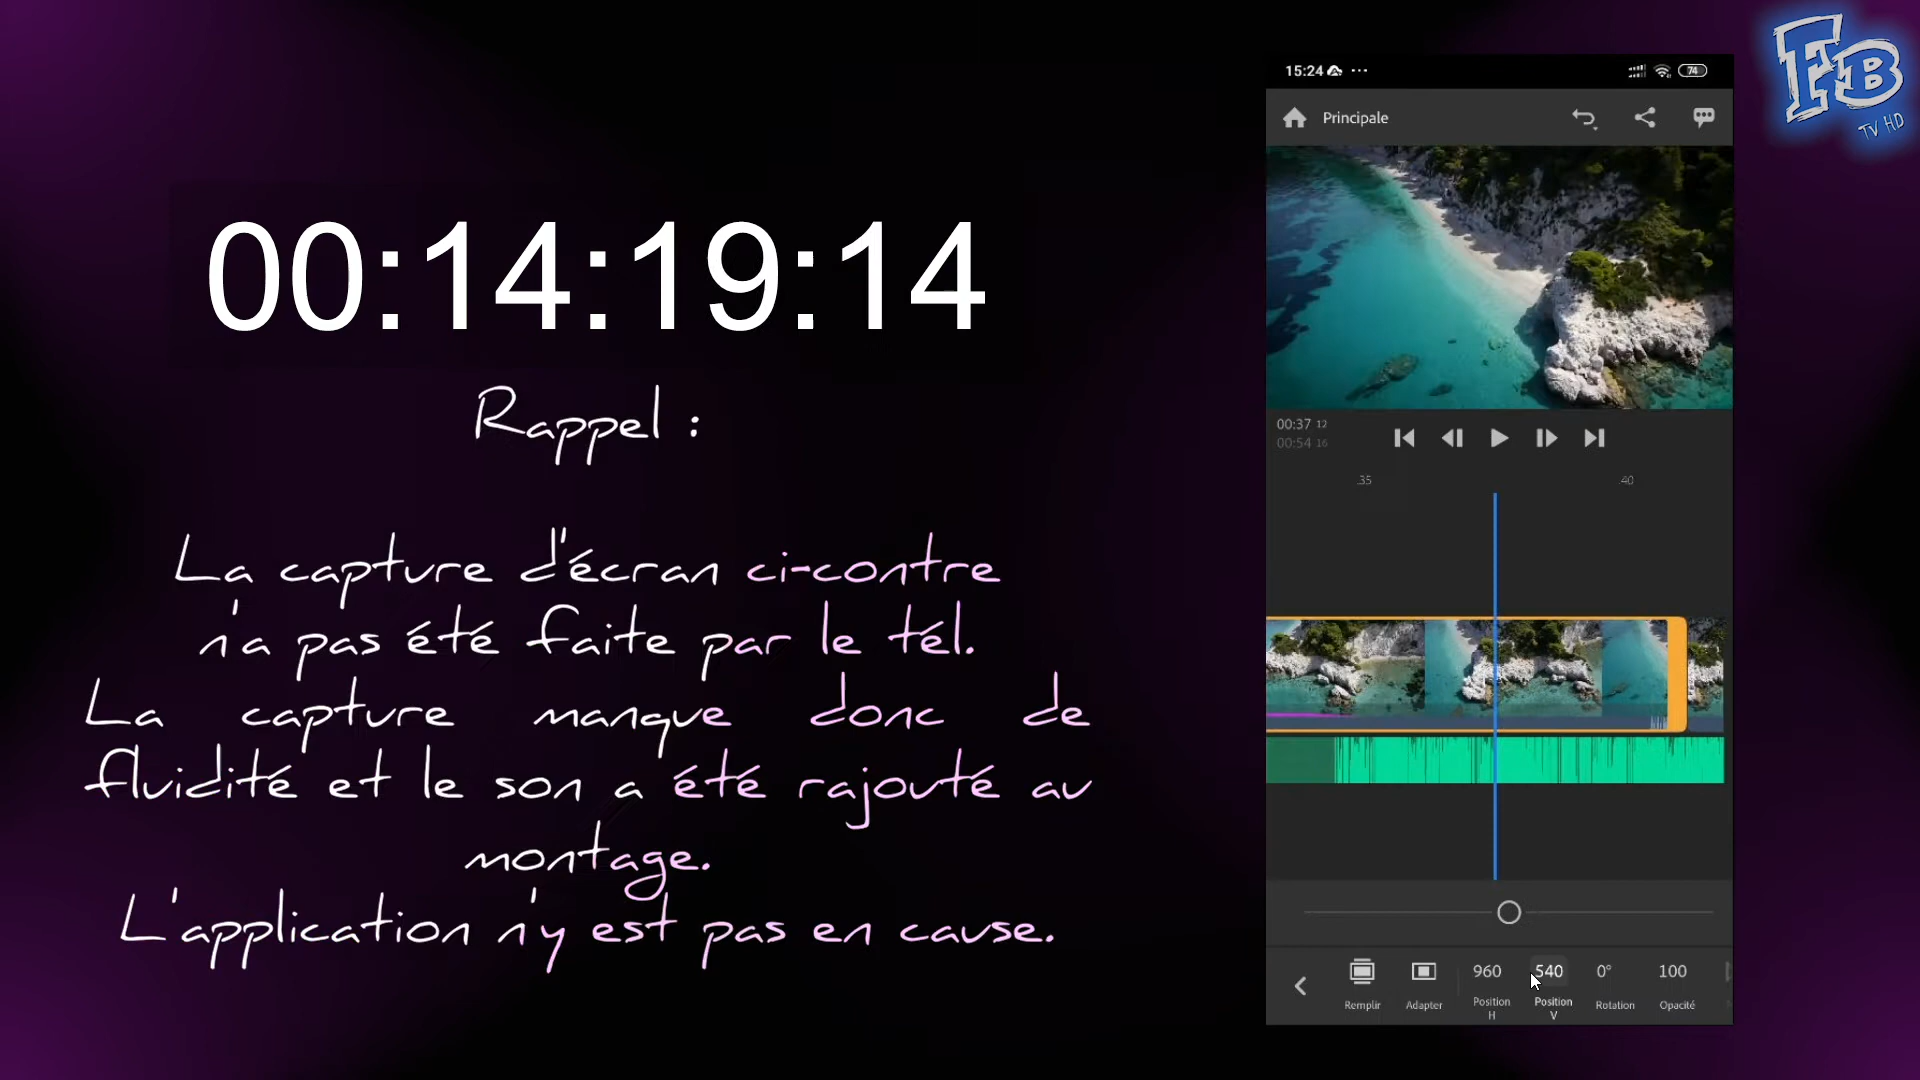 FB
TV HD
00:14:19:14
Rappel :
La capture d'écran ci-contre
n'a pas été faite par le tél.
La capture manque donc de
fluidité et le son a été rajouté au
montage.
L'application n'y est pas en cause.
15:24 ...
74
Principale
00:37 12
00:54 16
:35 :40
960 540 0° 100
Remplir Adapter Position H Position V Rotation Opacité